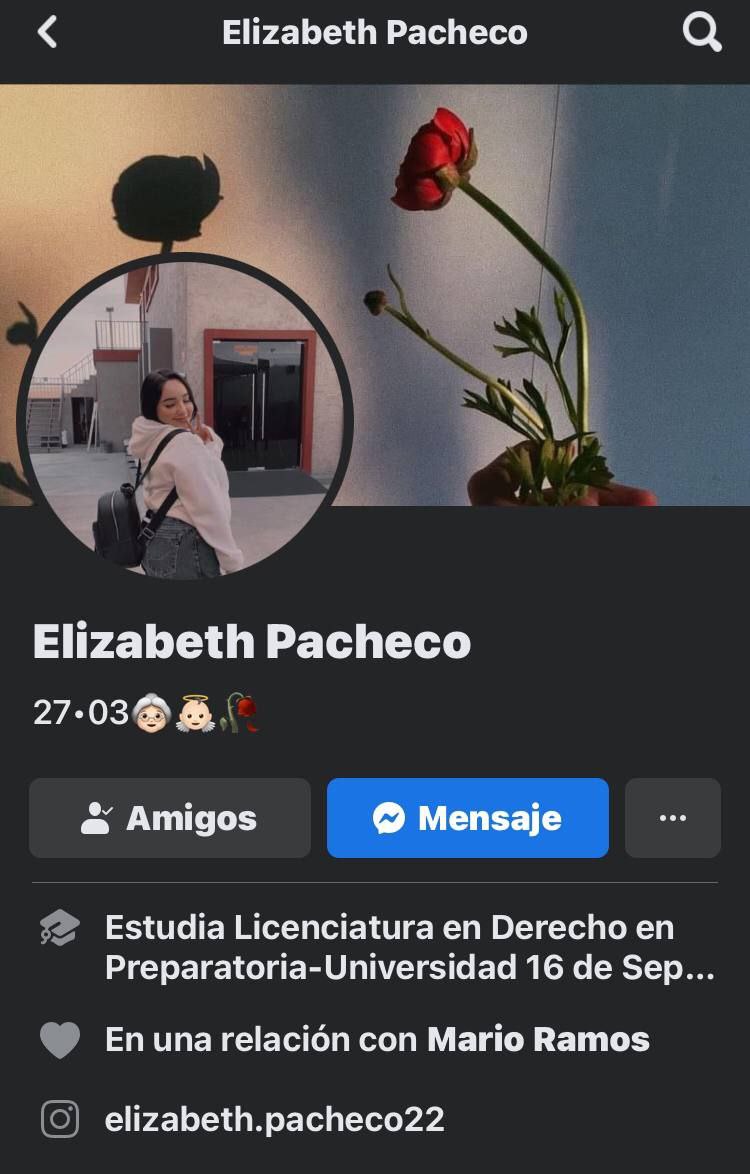 Elizabeth Pacheco
Elizabeth Pacheco
27•03👵🏻👼🏻🥀
Amigos
Mensaje
Estudia Licenciatura en Derecho en
Preparatoria-Universidad 16 de Sep...
En una relación con Mario Ramos
elizabeth.pacheco22